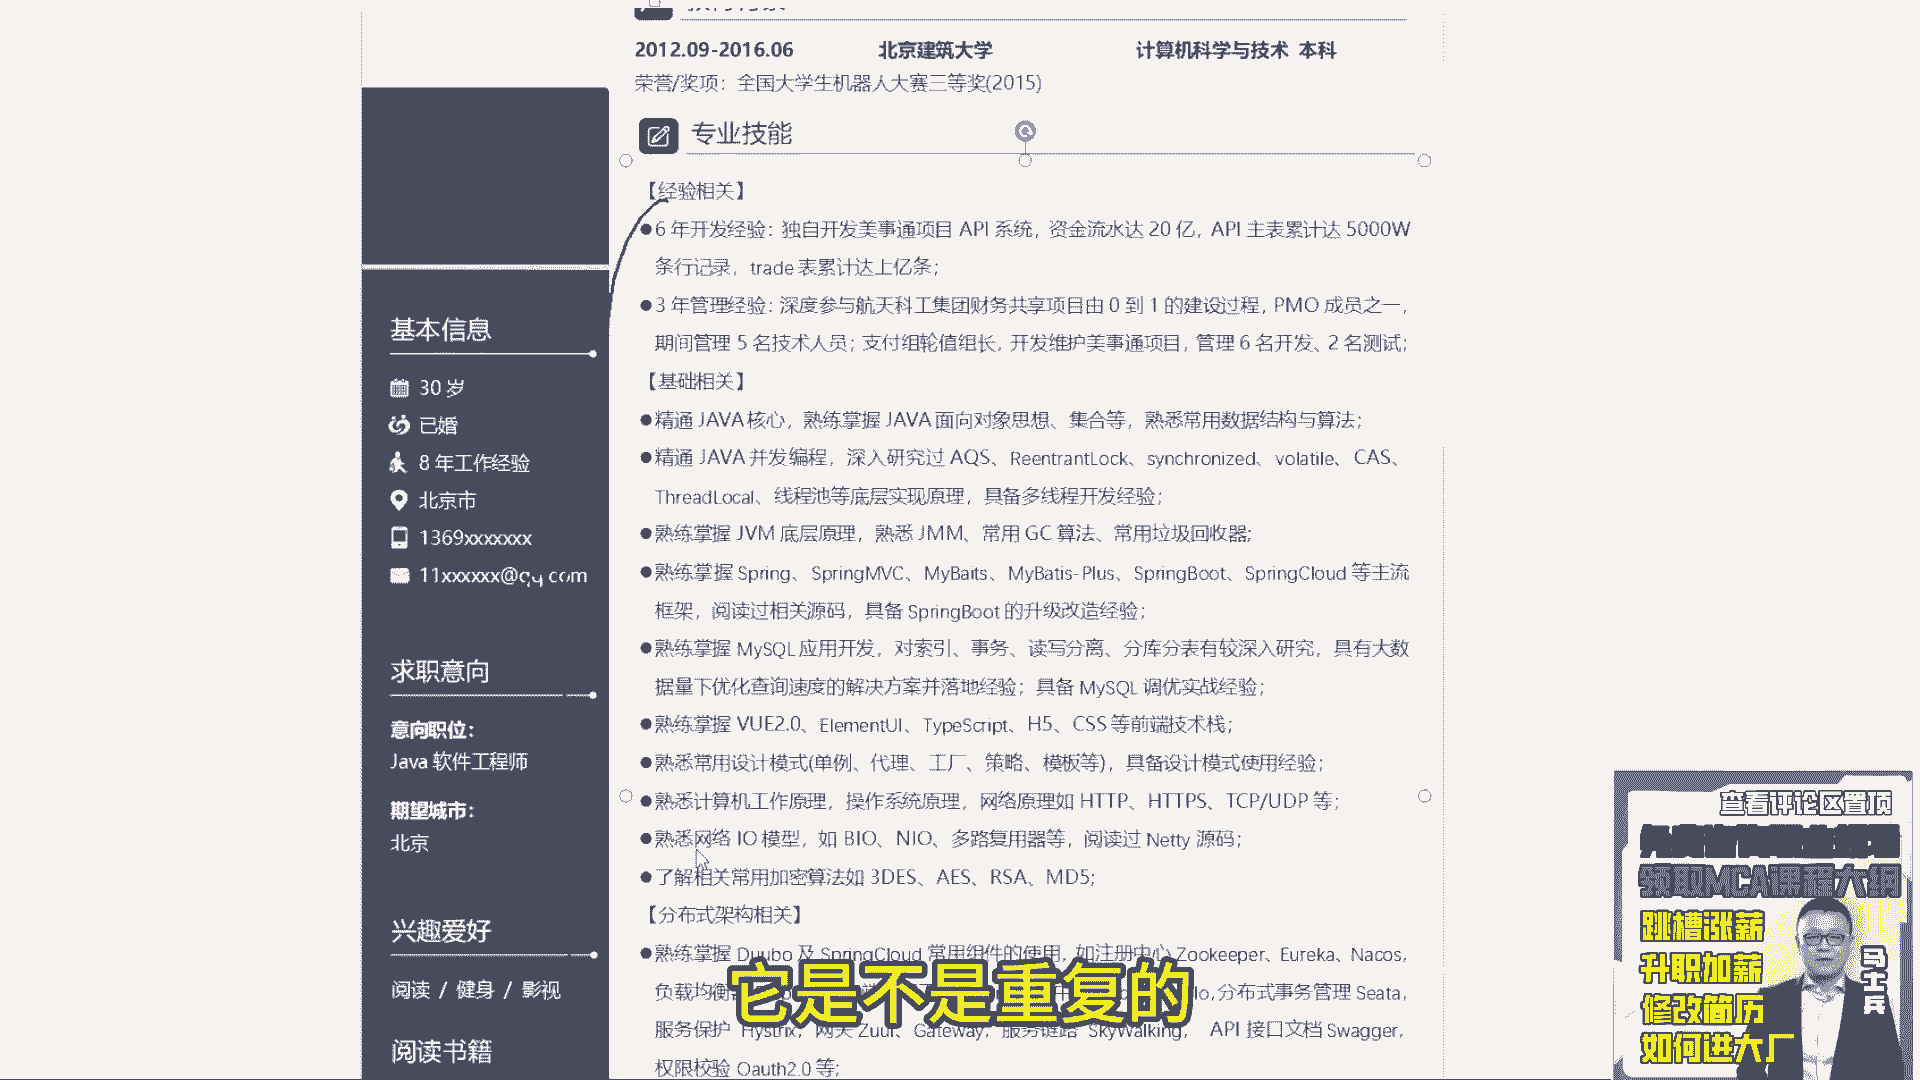 2012.09-2016.06 北京建筑大学 计算机科学与技术 本科
荣誉/奖项：全国大学生机器人大赛三等奖(2015)
专业技能
【经验相关】
●6 年开发经验：独自开发美事通项目 API 系统，资金流水达 20 亿，API 主表累计达 5000W
条行记录，trade 表累计达上亿条；
●3 年管理经验：深度参与航天科工集团财务共享项目由 0 到 1 的建设过程，PMO 成员之一，
期间管理 5 名技术人员；支付组轮值组长，开发维护美事通项目，管理 6 名开发、2 名测试；
【基础相关】
●精通 JAVA 核心，熟练掌握 JAVA 面向对象思想、集合等，熟悉常用数据结构与算法；
●精通 JAVA 并发编程，深入研究过 AQS、ReentrantLock、synchronized、volatile、CAS、
ThreadLocal、线程池等底层实现原理，具备多线程开发经验；
●熟练掌握 JVM 底层原理，熟悉 JMM、常用 GC 算法、常用垃圾回收器;
●熟练掌握 Spring、SpringMVC、MyBaits、MyBatis-Plus、SpringBoot、SpringCloud 等主流
框架，阅读过相关源码，具备 SpringBoot 的升级改造经验；
●熟练掌握 MySQL 应用开发，对索引、事务、读写分离、分库分表有较深入研究，具有大数
据量下优化查询速度的解决方案并落地经验；具备 MySQL 调优实战经验；
●熟练掌握 VUE2.0、ElementUI、TypeScript、H5、CSS 等前端技术栈；
●熟悉常用设计模式(单例、代理、工厂、策略、模板等)，具备设计模式使用经验；
●熟悉计算机工作原理，操作系统原理，网络原理如 HTTP、HTTPS、TCP/UDP 等；
●熟悉网络 IO 模型，如 BIO、NIO、多路复用器等，阅读过 Netty 源码；
●了解相关常用加密算法如 3DES、AES、RSA、MD5;
【分布式架构相关】
●熟练掌握 Dubbo 及 SpringCloud 常用组件的使用，如注册中心 Zookeeper、Eureka、Nacos，
负载均衡 分布式事务管理 Seata，
服务保护 Hystrix，网关 Zuul、Gateway，服务链路 SkyWalking， API 接口文档 Swagger，
权限校验 Oauth2.0 等;
基本信息
30 岁
已婚
8 年工作经验
北京市
1369xxxxxxx
11xxxxxx@qq.com
求职意向
意向职位：
Java 软件工程师
期望城市：
北京
兴趣爱好
阅读 / 健身 / 影视
阅读书籍
它是不是重复的
查看评论区置顶
领取MCA课程大纲
跳槽涨薪
升职加薪
修改简历
如何进大厂
马士兵